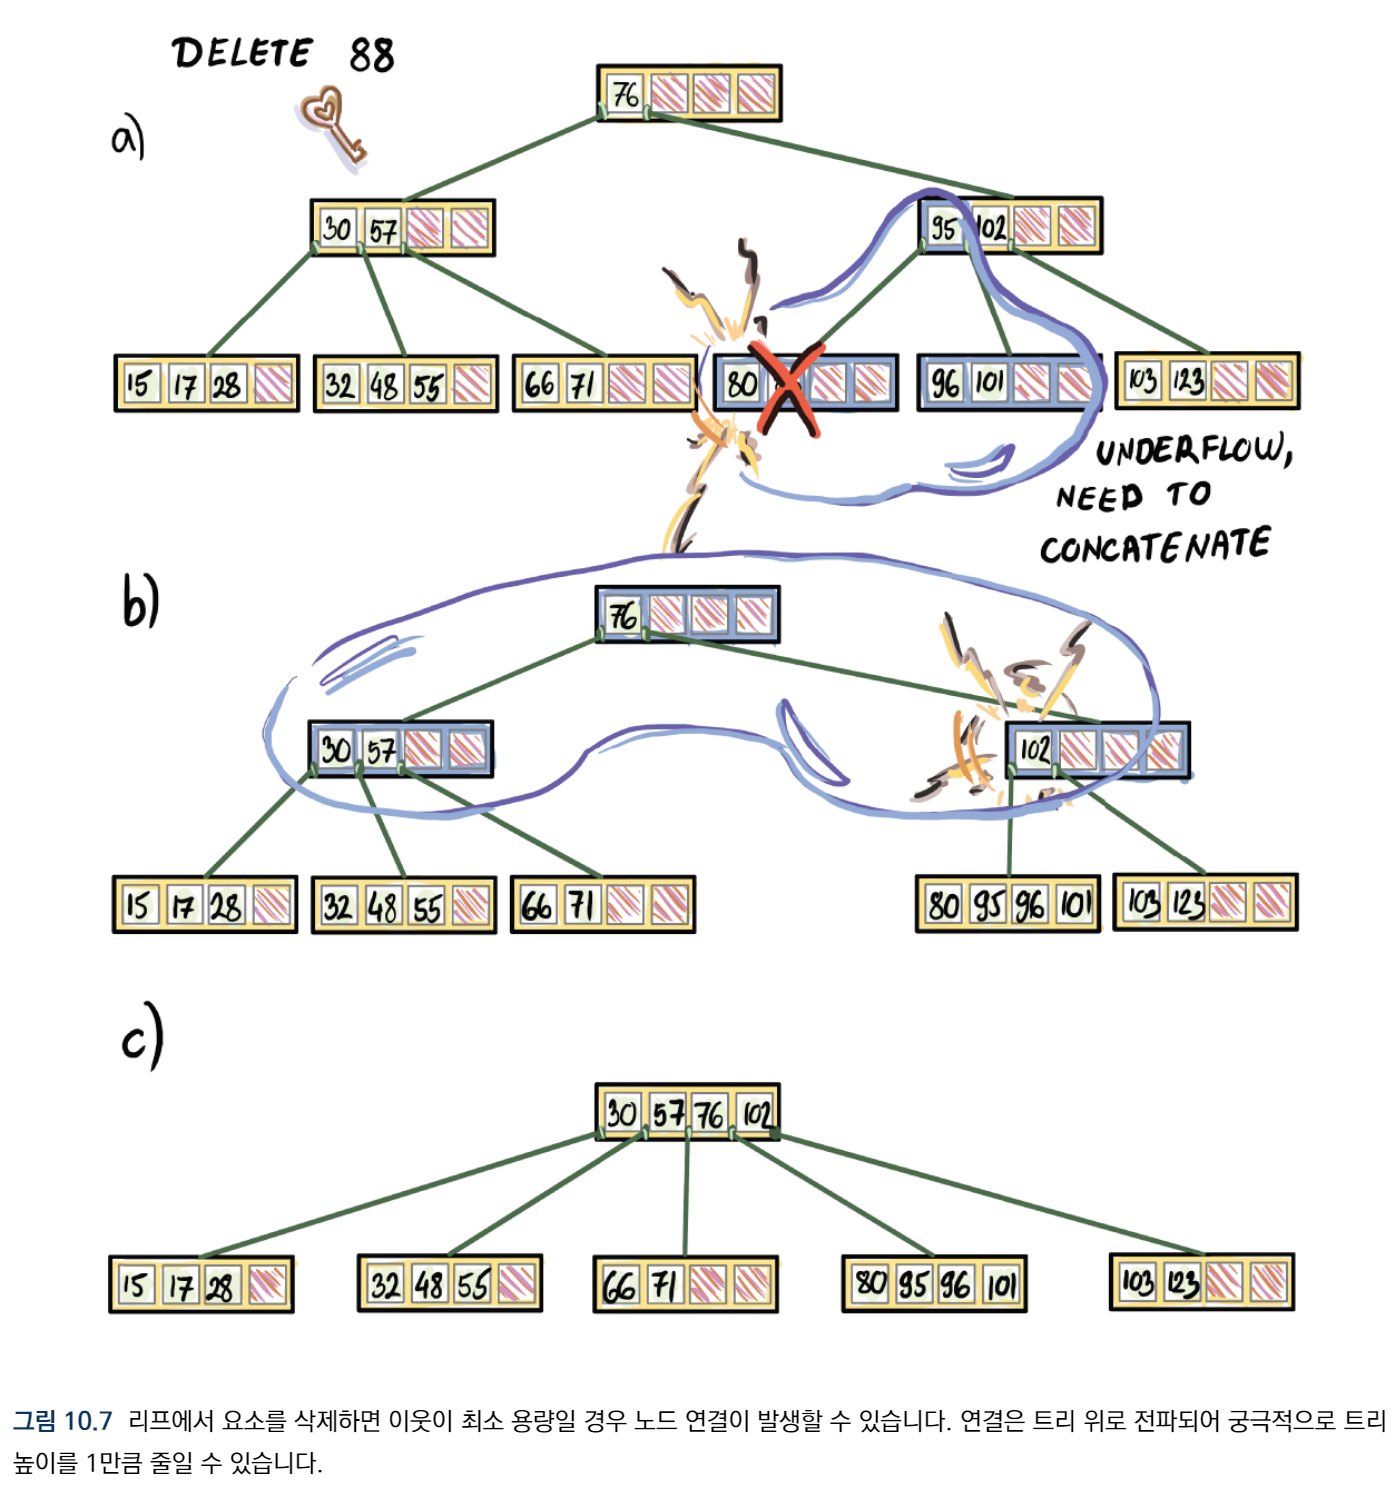 DELETE 88
a)
76
30 57
95 102
15 17 28
32 48 55
66 71
80
96 101
103 123
UNDERFLOW,
NEED TO
CONCATENATE
b)
76
30 57
102
15 17 28
32 48 55
66 71
80 95 96 101
103 123
c)
30 57 76 102
15 17 28
32 48 55
66 71
80 95 96 101
103 123
그림 10.7 리프에서 요소를 삭제하면 이웃이 최소 용량일 경우 노드 연결이 발생할 수 있습니다. 연결은 트리 위로 전파되어 궁극적으로 트리
높이를 1만큼 줄일 수 있습니다.